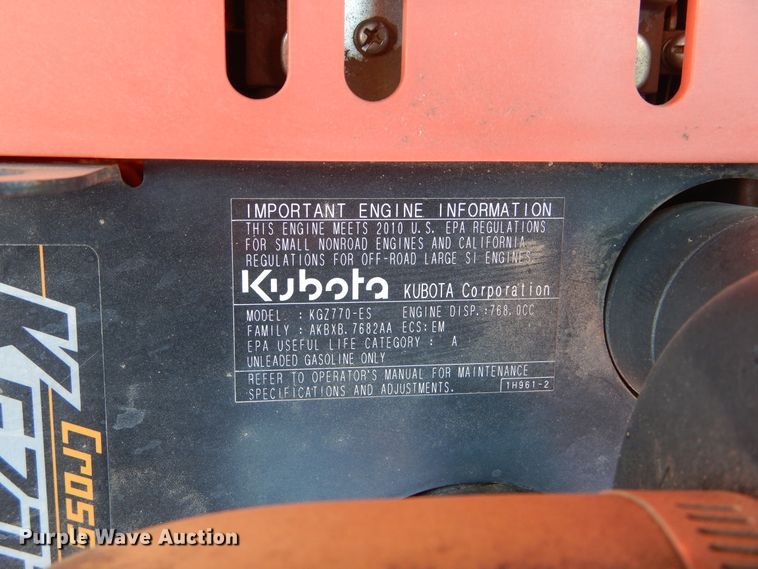 IMPORTANT ENGINE INFORMATION
THIS ENGINE MEETS 2010 U.S. EPA REGULATIONS
FOR SMALL NONROAD ENGINES AND CALIFORNIA
REGULATIONS FOR OFF-ROAD LARGE SI ENGINES
Kubota KUBOTA Corporation
MODEL : KGZ770-ES ENGINE DISP.:768.0CC
FAMILY : AKBXB.7682AA ECS:EM
EPA USEFUL LIFE CATEGORY : A
UNLEADED GASOLINE ONLY
REFER TO OPERATOR'S MANUAL FOR MAINTENANCE
SPECIFICATIONS AND ADJUSTMENTS. 1H961-2
Cros
Purple Wave Auction